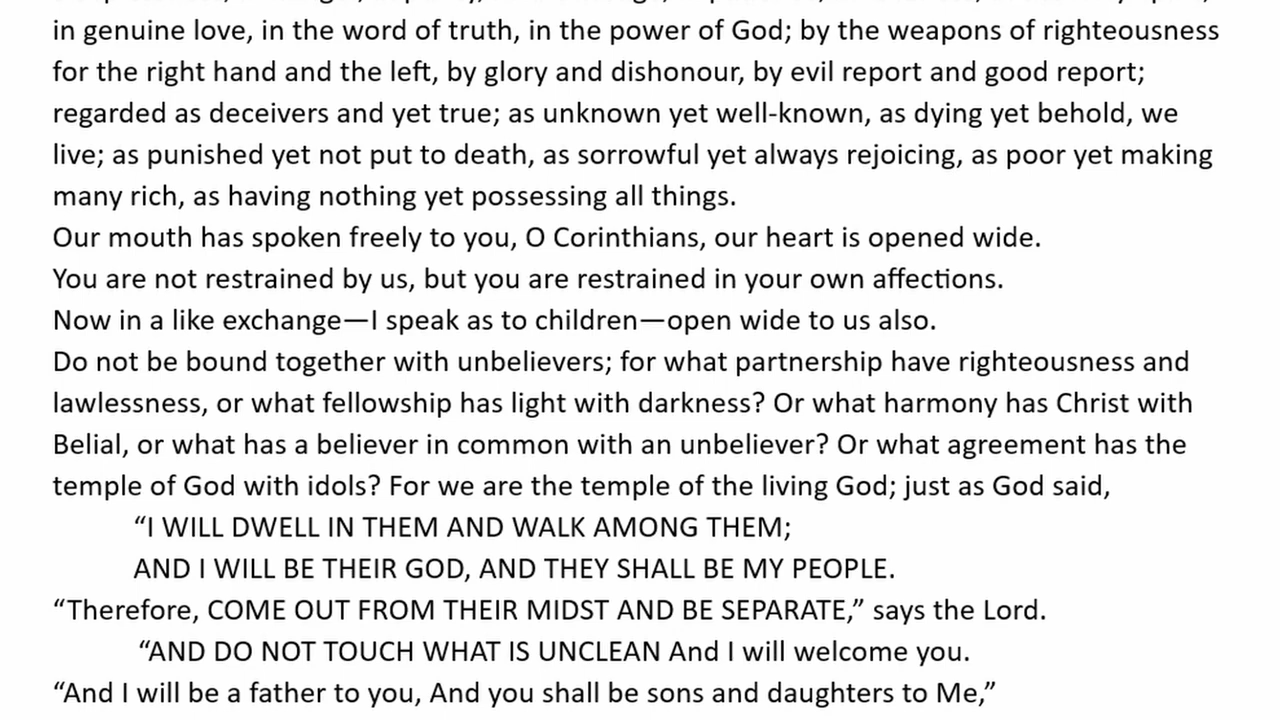 in genuine love, in the word of truth, in the power of God; by the weapons of righteousness
for the right hand and the left, by glory and dishonour, by evil report and good report;
regarded as deceivers and yet true; as unknown yet well-known, as dying yet behold, we
live; as punished yet not put to death, as sorrowful yet always rejoicing, as poor yet making
many rich, as having nothing yet possessing all things.
Our mouth has spoken freely to you, O Corinthians, our heart is opened wide.
You are not restrained by us, but you are restrained in your own affections.
Now in a like exchange—I speak as to children—open wide to us also.
Do not be bound together with unbelievers; for what partnership have righteousness and
lawlessness, or what fellowship has light with darkness? Or what harmony has Christ with
Belial, or what has a believer in common with an unbeliever? Or what agreement has the
temple of God with idols? For we are the temple of the living God; just as God said,
“I WILL DWELL IN THEM AND WALK AMONG THEM;
AND I WILL BE THEIR GOD, AND THEY SHALL BE MY PEOPLE.
“Therefore, COME OUT FROM THEIR MIDST AND BE SEPARATE,” says the Lord.
“AND DO NOT TOUCH WHAT IS UNCLEAN And I will welcome you.
“And I will be a father to you, And you shall be sons and daughters to Me,”